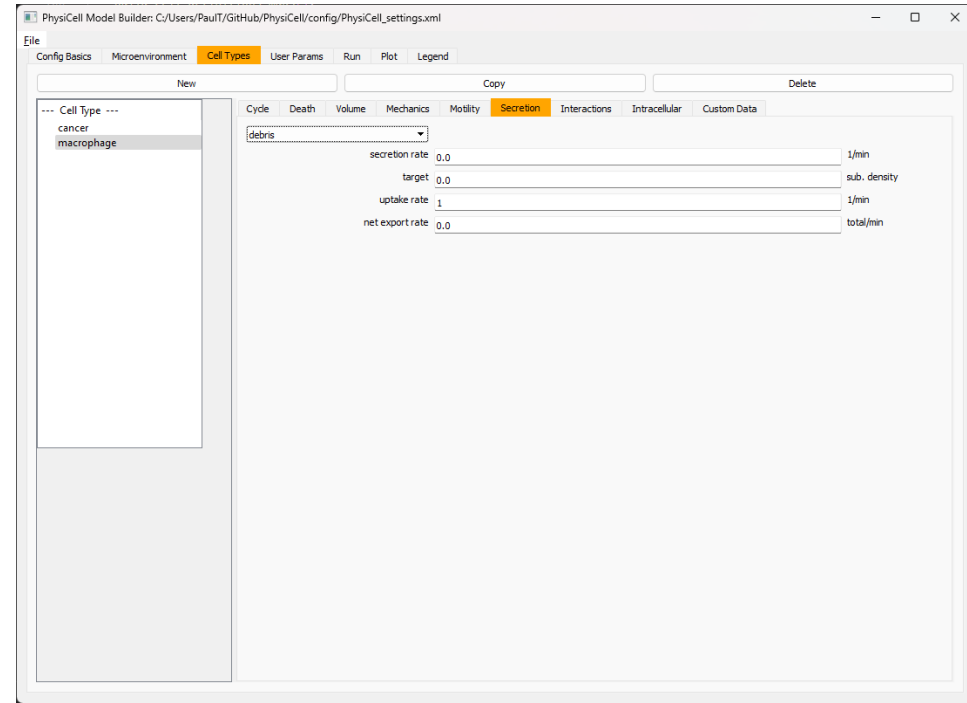 PhysiCell Model Builder: C:/Users/PaulT/GitHub/PhysiCell/config/PhysiCell_settings.xml
File
Config Basics Microenvironment Cell Types User Params Run Plot Legend
New Copy Delete
--- Cell Type ---
cancer
macrophage
Cycle Death Volume Mechanics Motility Secretion Interactions Intracellular Custom Data
debris
secretion rate 0.0 1/min
target 0.0 sub. density
uptake rate 1 1/min
net export rate 0.0 total/min